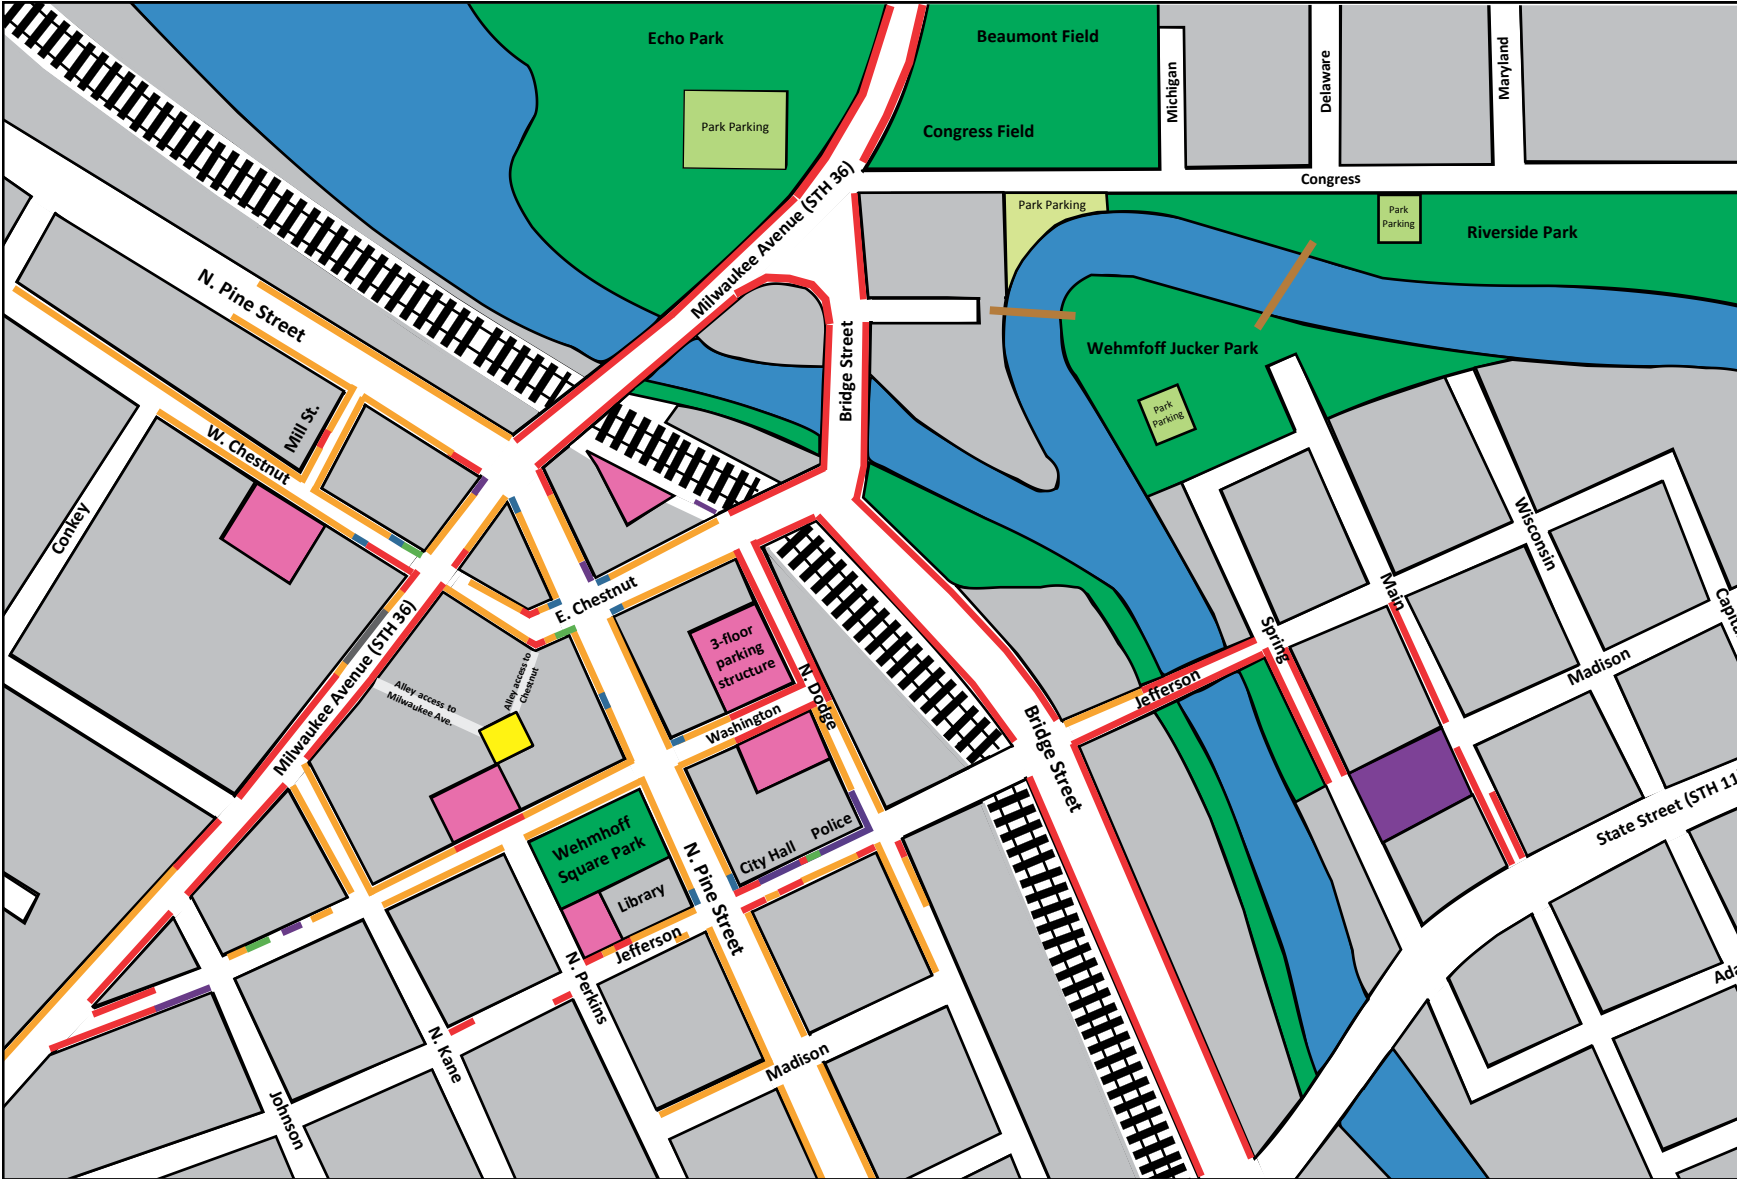 Echo Park
Beaumont Field
Michigan
Delaware
Maryland
Park Parking
Congress Field
Congress
Milwaukee Avenue (STH 36)
Park Parking
Park
Parking
Riverside Park
N. Pine Street
Bridge Street
Wehmfoff Jucker Park
Park
Parking
Mill St.
W. Chestnut
Conkey
Wisconsin
Main
E. Chestnut
Spring
Milwaukee Avenue (STH 36)
3-floor
parking
structure
N. Dodge
Alley access to
Chestnut
Alley access to
Milwaukee Ave.
Madison
Jefferson
Washington
Bridge Street
State Street (STH 11
Wehmhoff
Square Park
City Hall
Police
N. Pine Street
Library
Jefferson
N. Perkins
N. Kane
Madison
Johnson
Capit
Ada